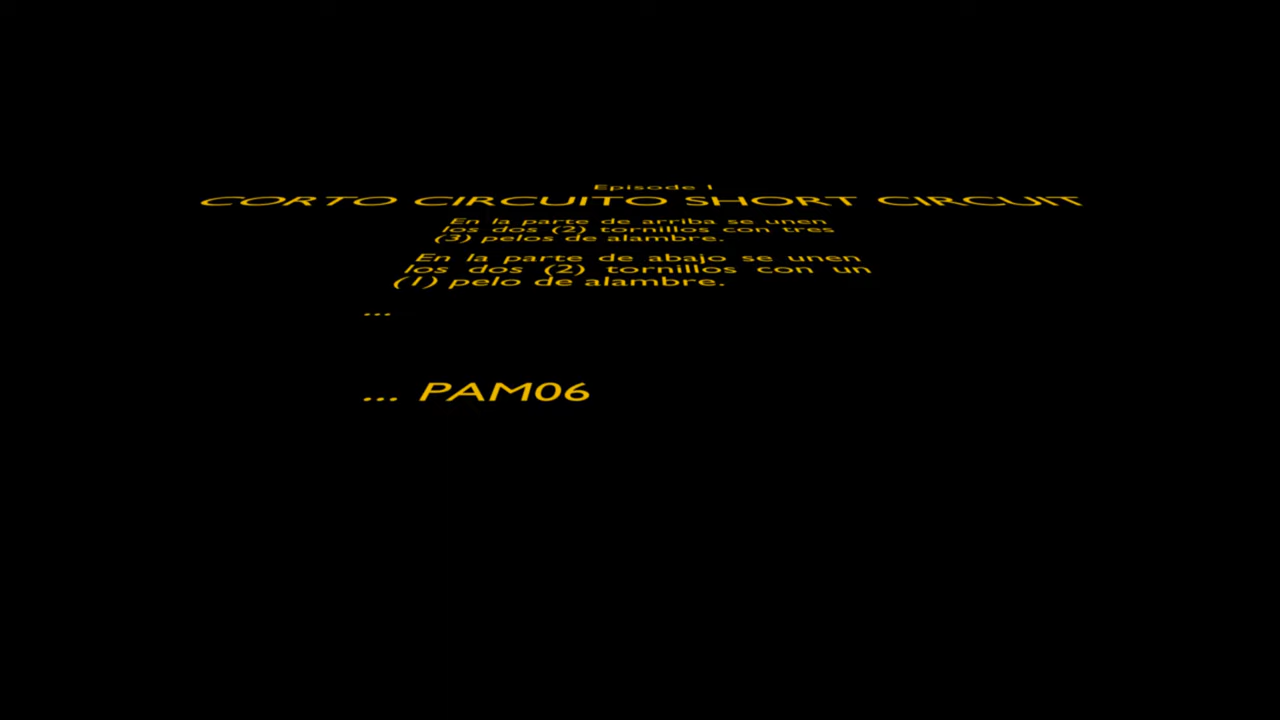 Episode I
CORTO CIRCUITO SHORT CIRCUIT
En la parte de arriba se unen
los dos (2) tornillos con tres
(3) pelos de alambre.
En la parte de abajo se unen
los dos (2) tornillos con un
(1) pelo de alambre.
...
... PAM06